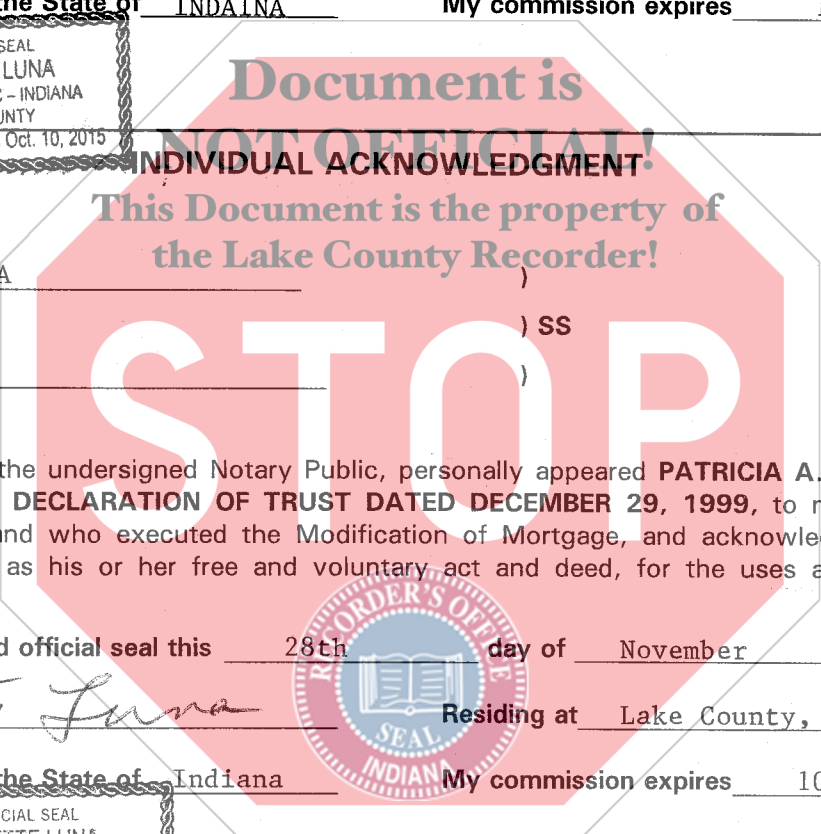 the State of INDAINA My commission expires
SEAL
LUNA
– INDIANA
UNTY
Oct. 10, 2015
Document is
NOT OFFICIAL!
INDIVIDUAL ACKNOWLEDGMENT
This Document is the property of
the Lake County Recorder!
A )
) SS
)
STOP
the undersigned Notary Public, personally appeared PATRICIA A.
DECLARATION OF TRUST DATED DECEMBER 29, 1999, to
and who executed the Modification of Mortgage, and
as his or her free and voluntary act and deed, for the uses
RECORDER'S OFFICE
official seal this 28th day of November
Luna Residing at Lake County,
SEAL
INDIANA
the State of Indiana My commission expires 10
CIAL SEAL
LUNA